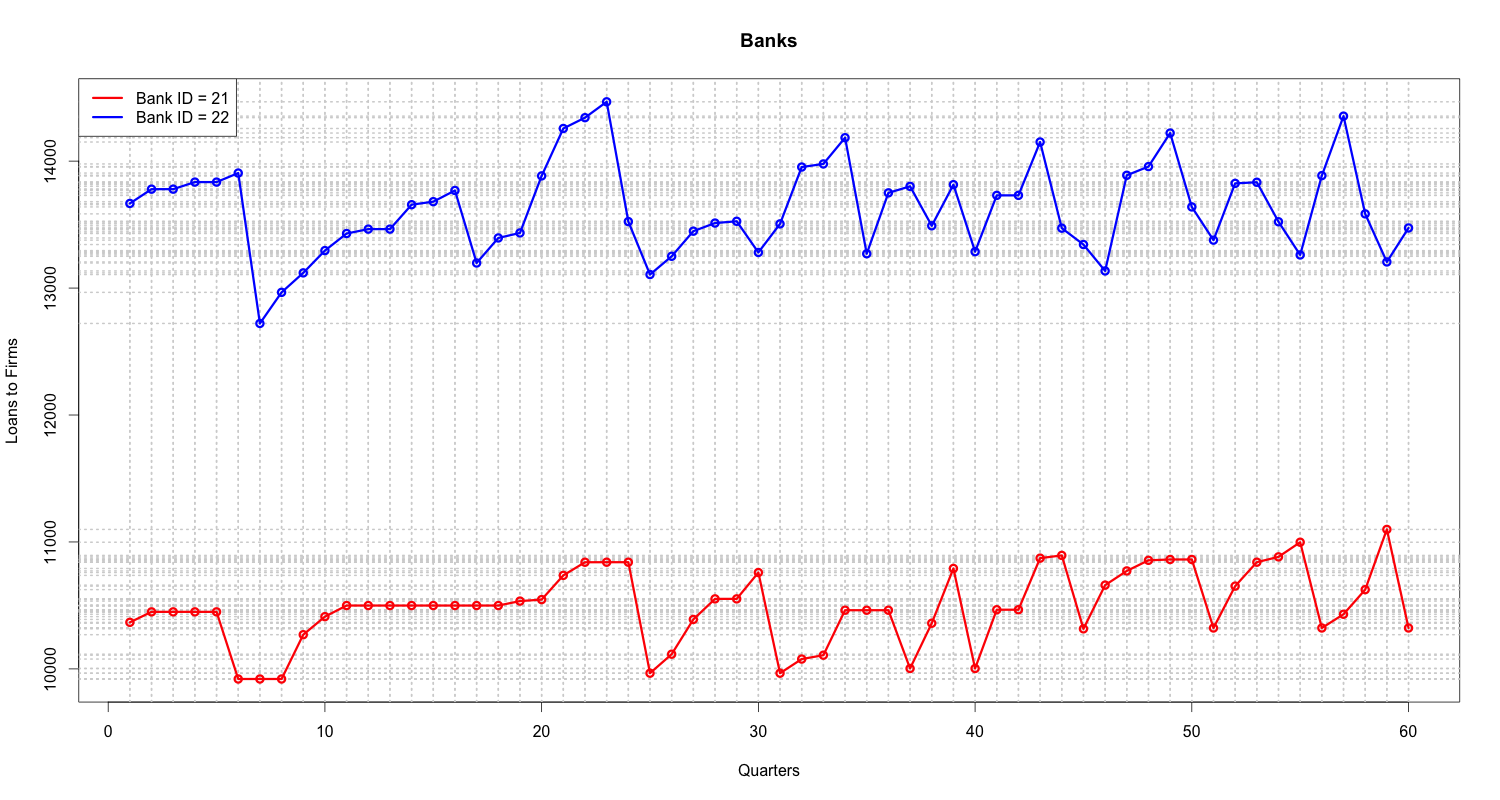 Banks
Bank ID = 21
Bank ID = 22
Loans to Firms
14000
13000
12000
11000
10000
0 10 20 30 40 50 60
Quarters